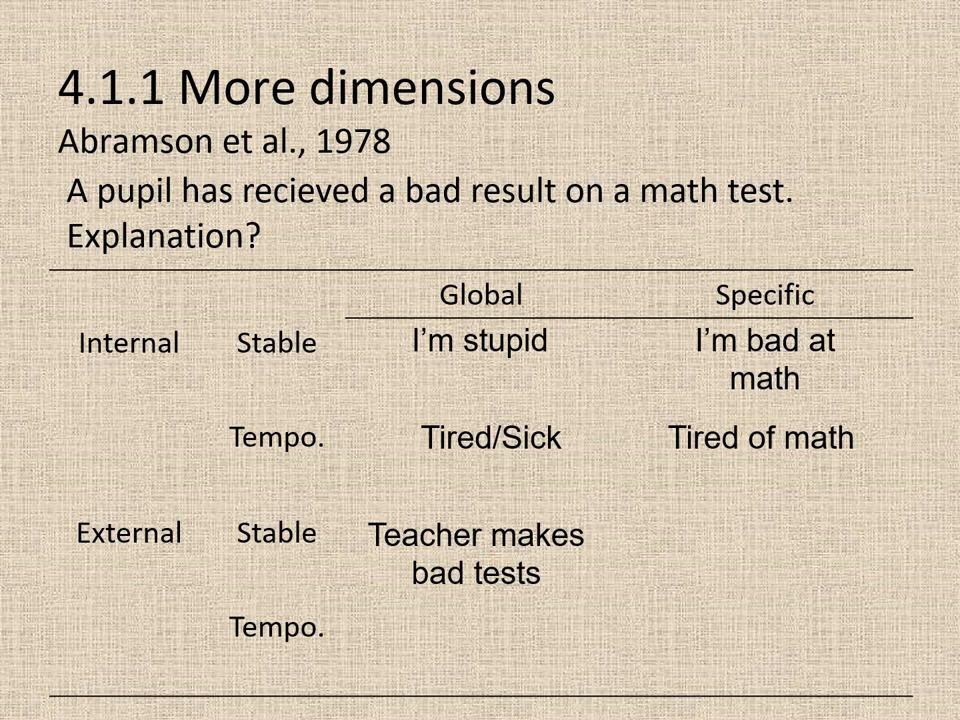 4.1.1 More dimensions
Abramson et al., 1978
A pupil has recieved a bad result on a math test.
Explanation?
Global Specific
Internal Stable I’m stupid I’m bad at
math
Tempo. Tired/Sick Tired of math
External Stable Teacher makes
bad tests
Tempo.